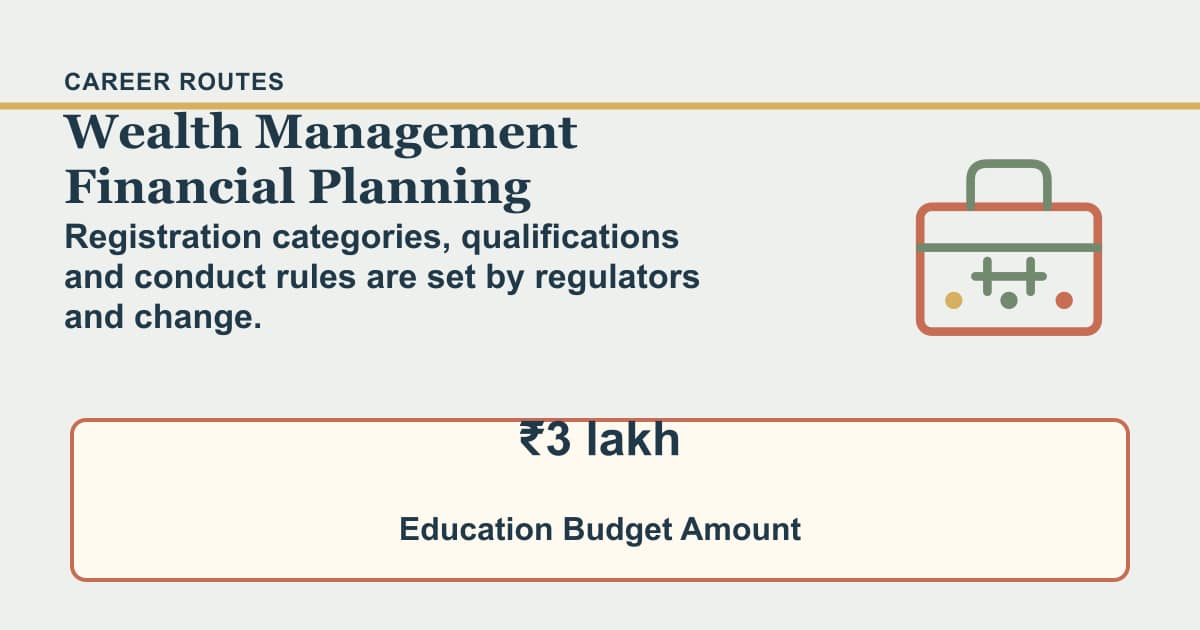 CAREER ROUTES
Wealth Management
Financial Planning
Registration categories, qualifications
and conduct rules are set by regulators
and change.
₹3 lakh
Education Budget Amount